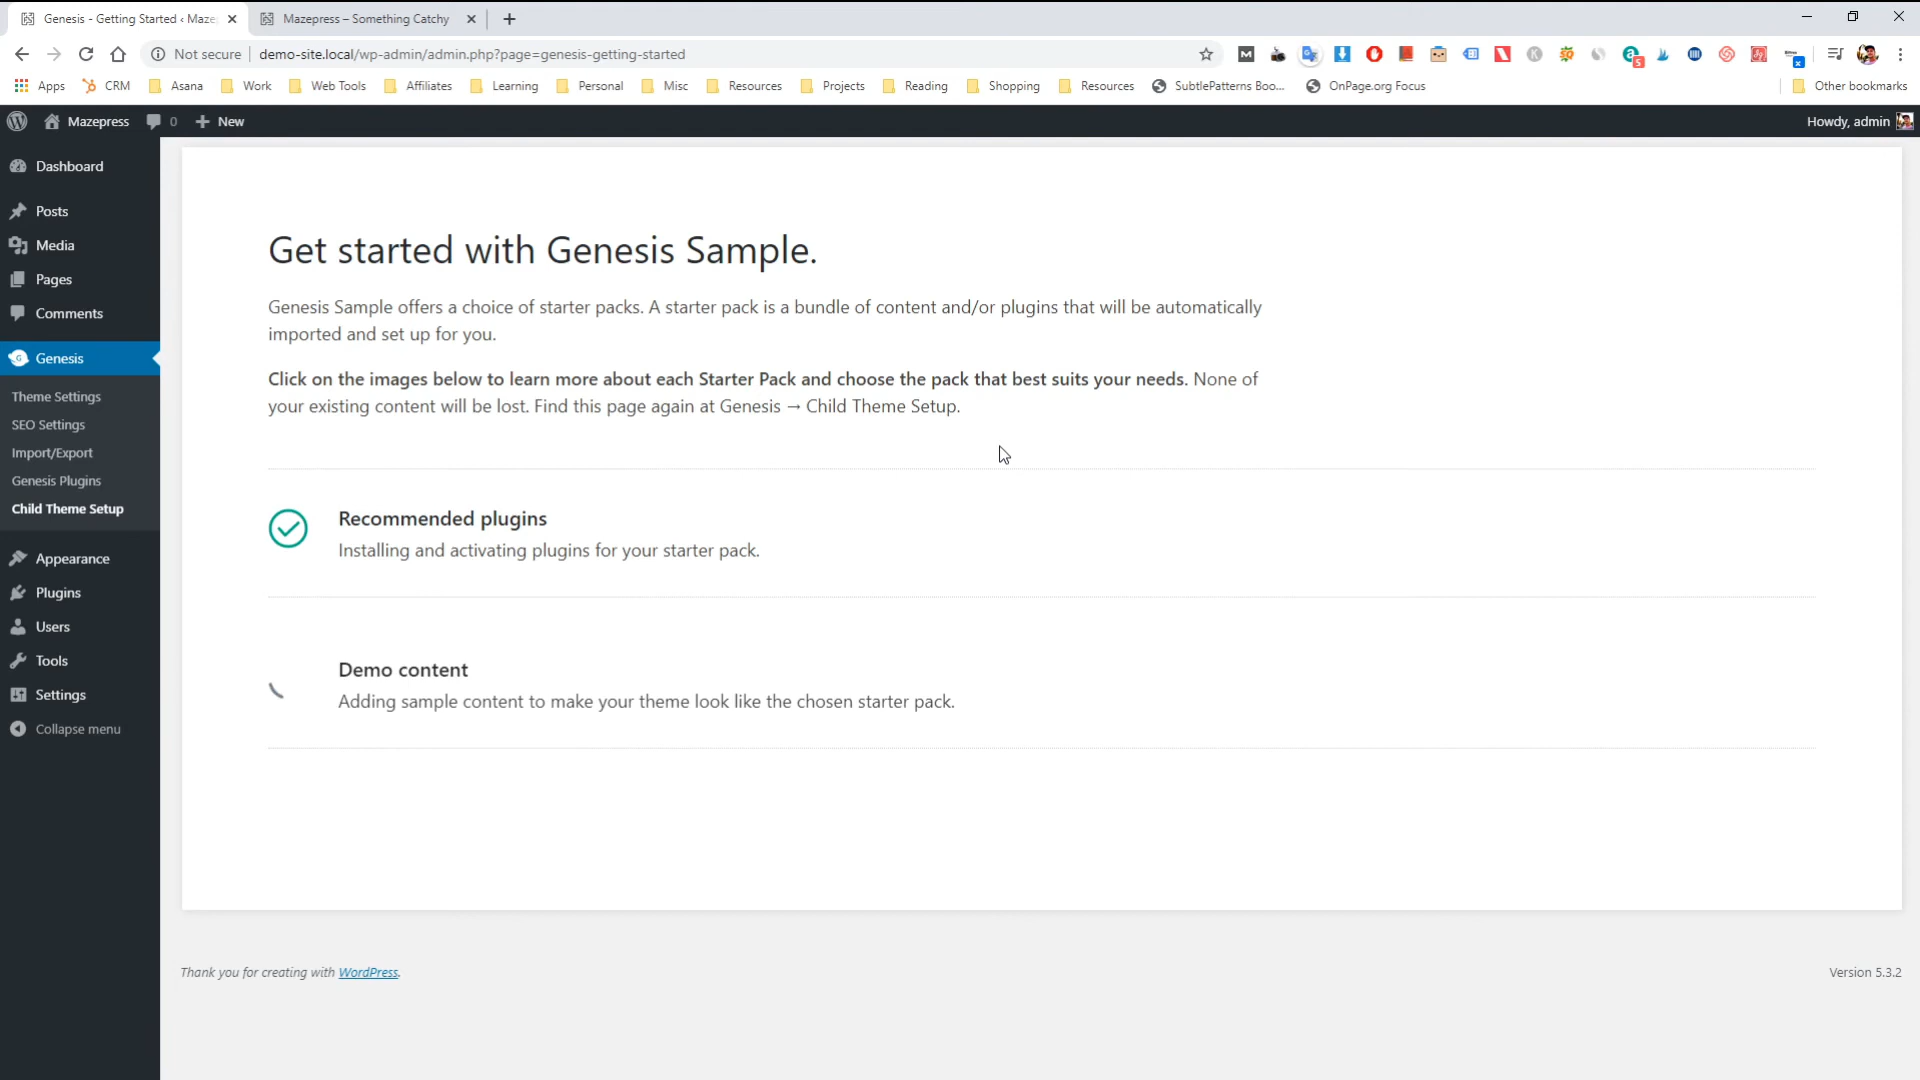 Genesis - Getting Started ‹ Maze
Mazepress – Something Catchy
Not secure
demo-site.local/wp-admin/admin.php?page=genesis-getting-started
Apps
CRM
Asana
Work
Web Tools
Affiliates
Learning
Personal
Misc
Resources
Projects
Reading
Shopping
Resources
SubtlePatterns Boo...
OnPage.org Focus
Other bookmarks
Mazepress
0
New
Howdy, admin
Dashboard
Posts
Media
Pages
Comments
Genesis
Theme Settings
SEO Settings
Import/Export
Genesis Plugins
Child Theme Setup
Appearance
Plugins
Users
Tools
Settings
Collapse menu
Get started with Genesis Sample.
Genesis Sample offers a choice of starter packs. A starter pack is a bundle of content and/or plugins that will be automatically
imported and set up for you.
Click on the images below to learn more about each Starter Pack and choose the pack that best suits your needs. None of
your existing content will be lost. Find this page again at Genesis → Child Theme Setup.
Recommended plugins
Installing and activating plugins for your starter pack.
Demo content
Adding sample content to make your theme look like the chosen starter pack.
Thank you for creating with WordPress.
Version 5.3.2